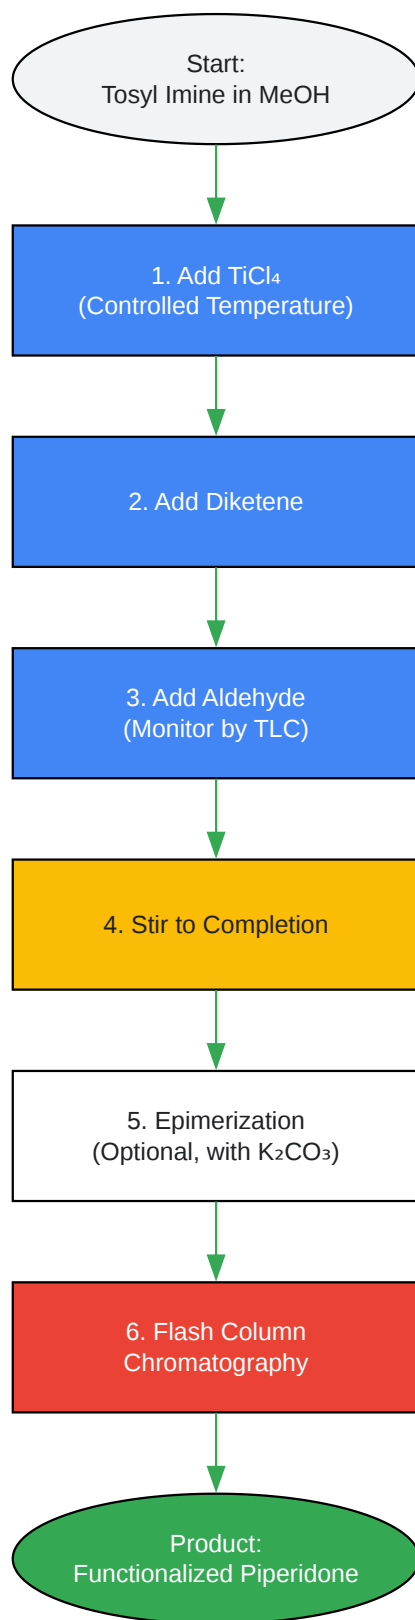 Start:
Tosyl Imine in MeOH
1. Add TiCl₄
(Controlled Temperature)
2. Add Diketene
3. Add Aldehyde
(Monitor by TLC)
4. Stir to Completion
5. Epimerization
(Optional, with K₂CO₃)
6. Flash Column
Chromatography
Product:
Functionalized Piperidone